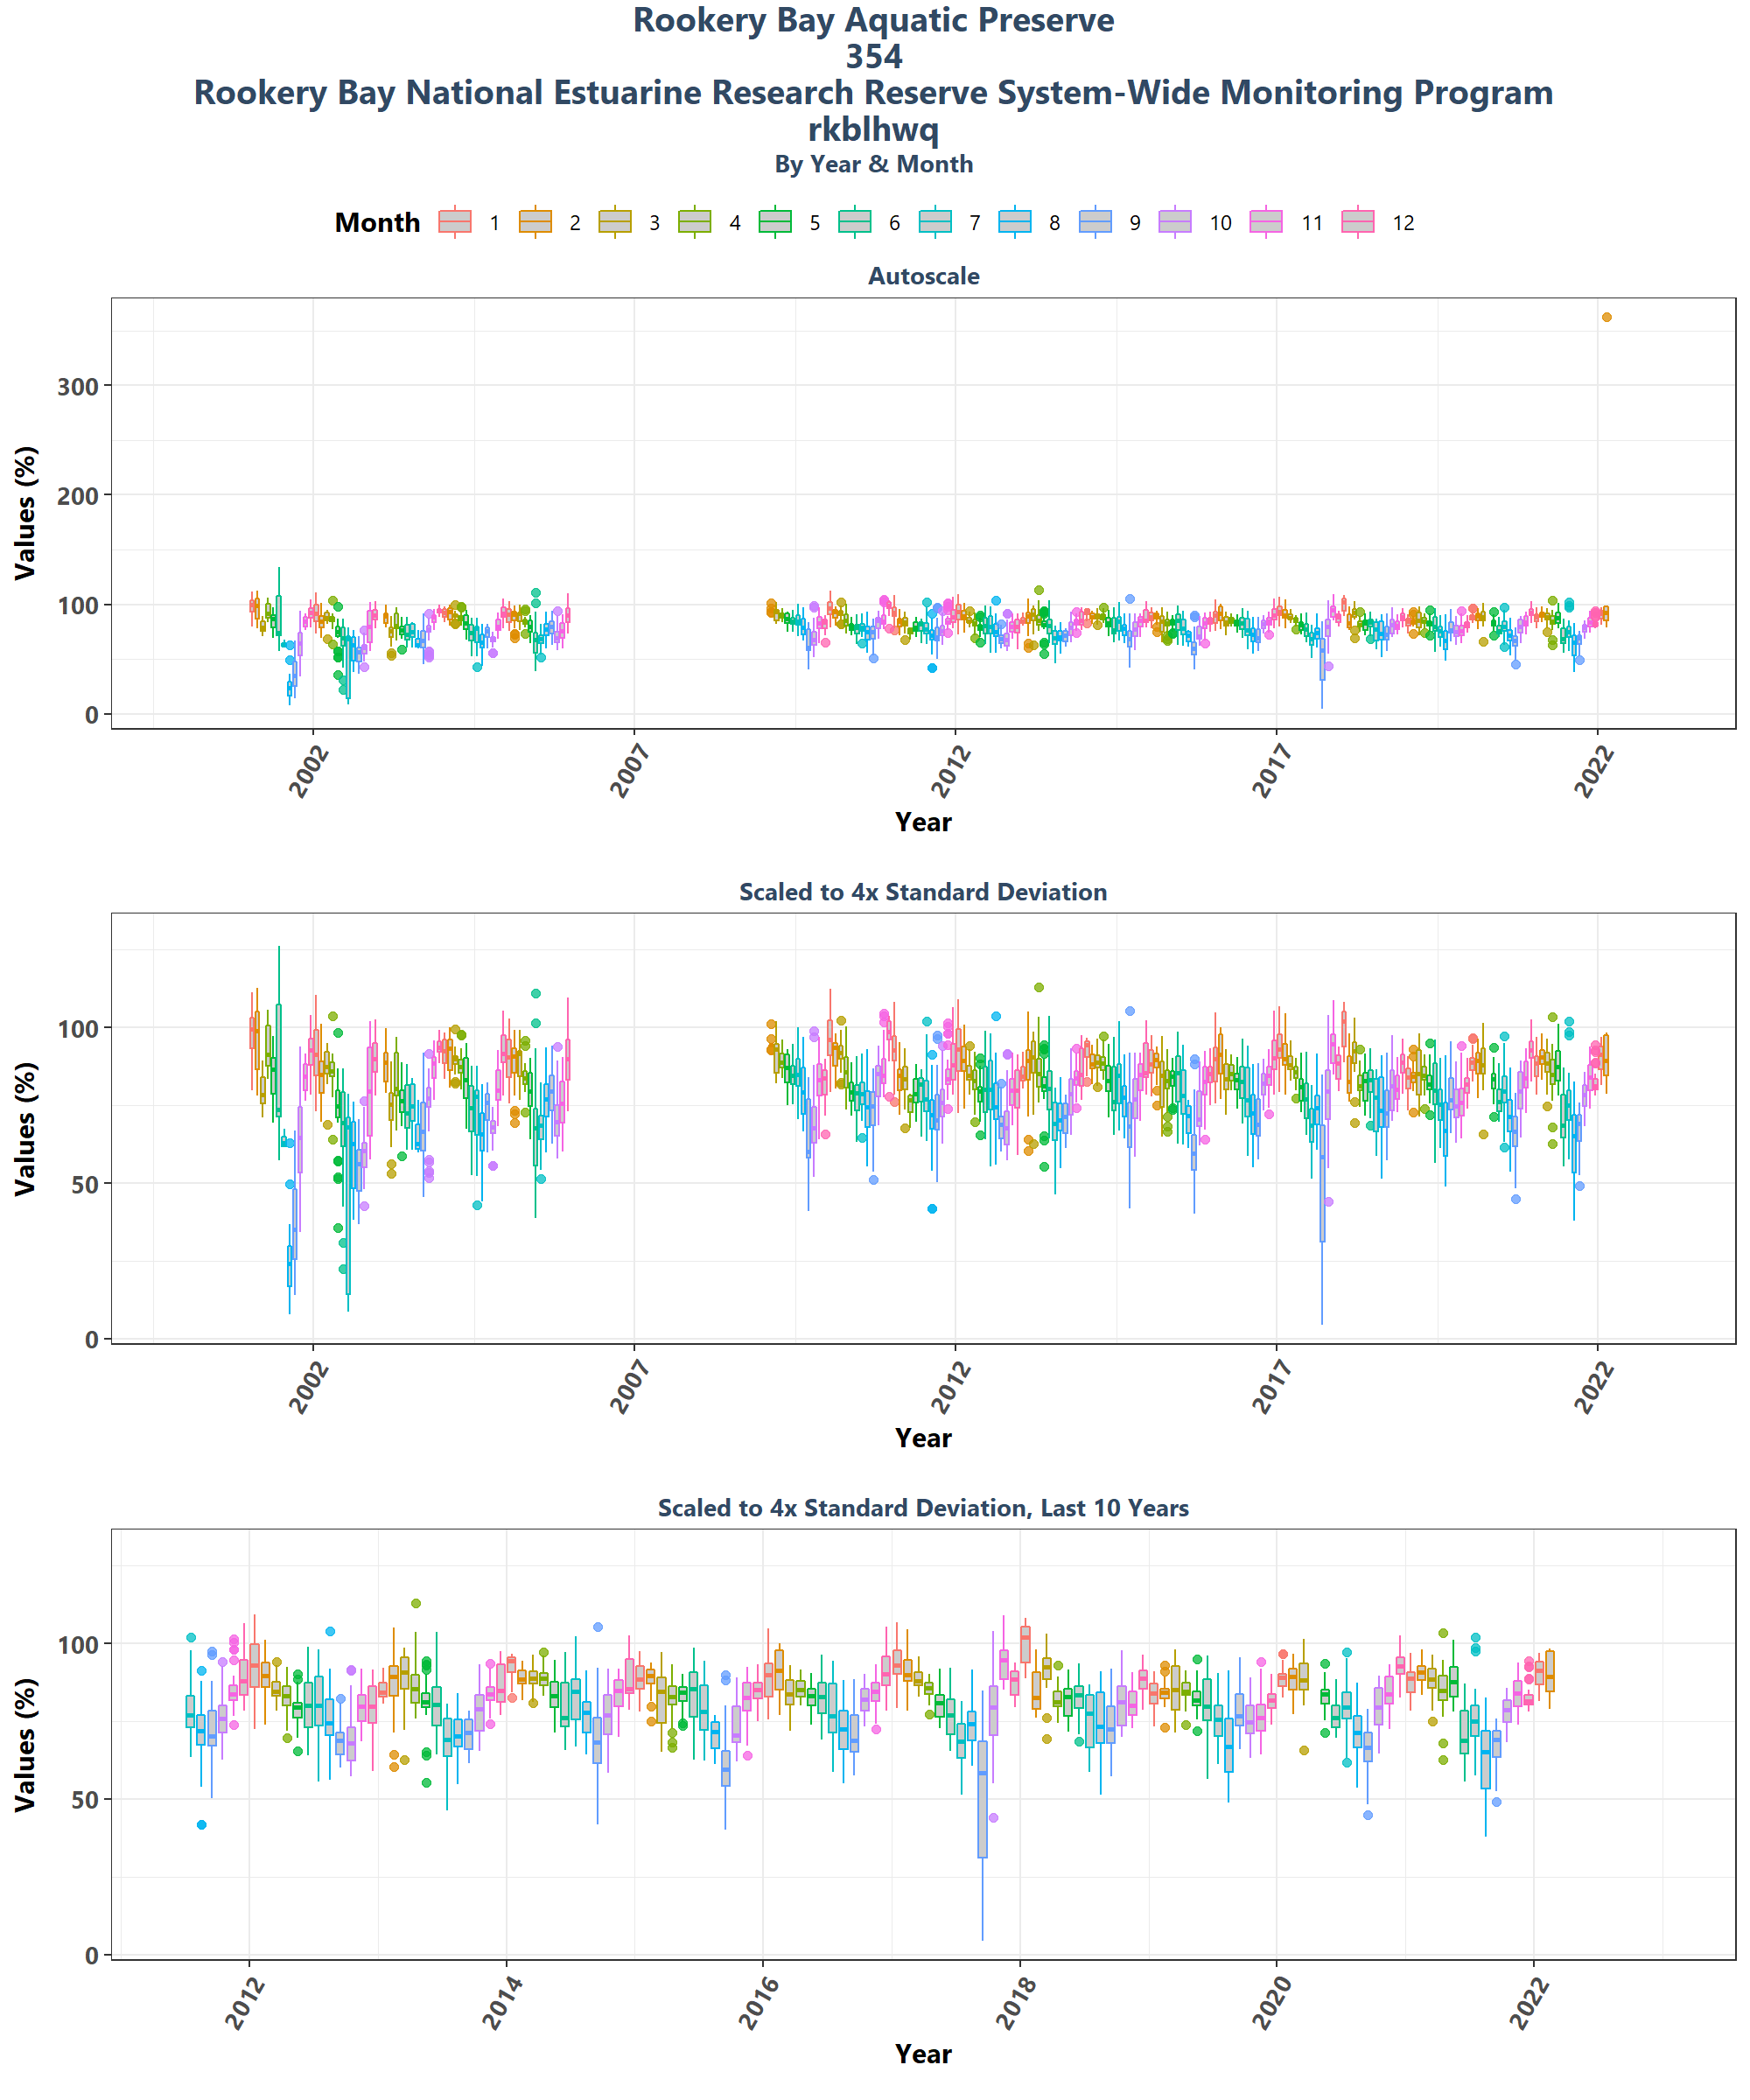 Rookery Bay Aquatic Preserve
354
Rookery Bay National Estuarine Research Reserve System-Wide Monitoring Program
rkblhwq
By Year & Month
Month 1 2 3 4 5 6 7 8 9 10 11 12
Autoscale
Values (%)
300
200
100
0
2002 2007 2012 2017 2022
Year
Scaled to 4x Standard Deviation
Values (%)
100
50
0
2002 2007 2012 2017 2022
Year
Scaled to 4x Standard Deviation, Last 10 Years
Values (%)
100
50
0
2012 2014 2016 2018 2020 2022
Year